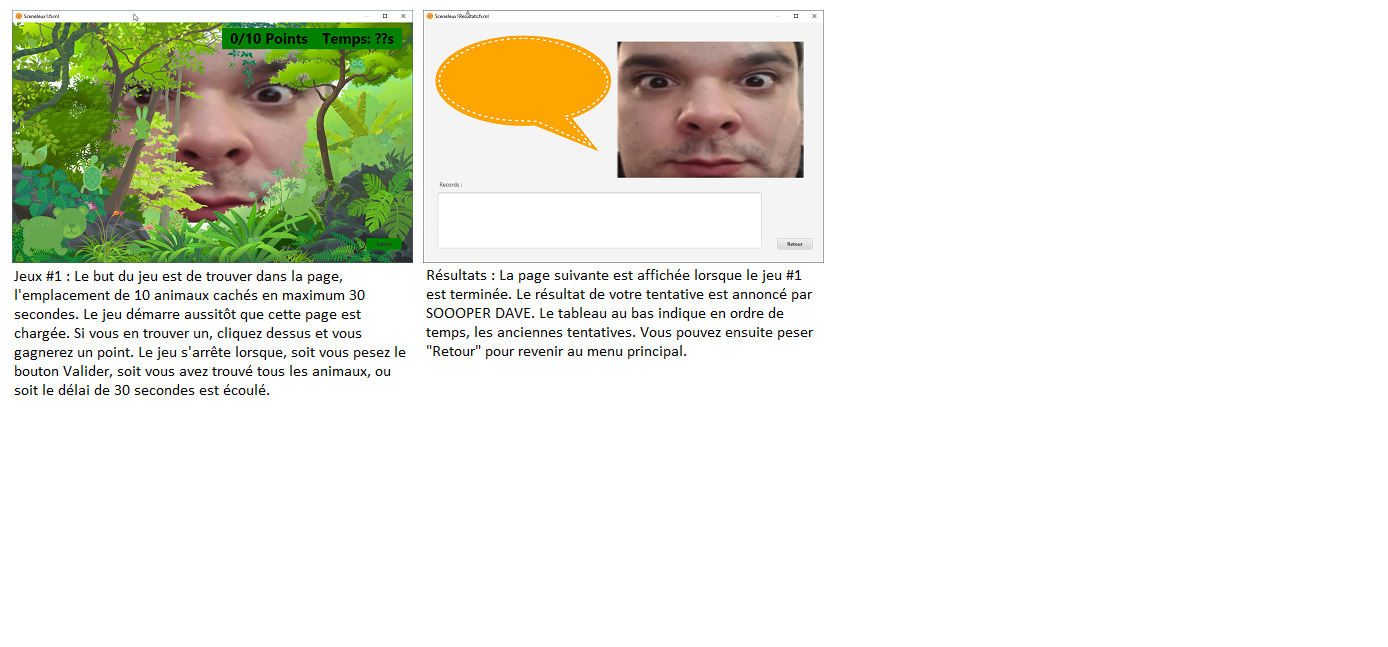 SceneJeux1.fxml
0/10 Points Temps: ??s
Valider
Jeux #1 : Le but du jeu est de trouver dans la page,
l'emplacement de 10 animaux cachés en maximum 30
secondes. Le jeu démarre aussitôt que cette page est
chargée. Si vous en trouver un, cliquez dessus et vous
gagnerez un point. Le jeu s'arrête lorsque, soit vous pesez le
bouton Valider, soit vous avez trouvé tous les animaux, ou
soit le délai de 30 secondes est écoulé.
SceneJeux1Resultats.fxml
Records :
Retour
Résultats : La page suivante est affichée lorsque le jeu #1
est terminée. Le résultat de votre tentative est annoncé par
SOOOPER DAVE. Le tableau au bas indique en ordre de
temps, les anciennes tentatives. Vous pouvez ensuite peser
"Retour" pour revenir au menu principal.